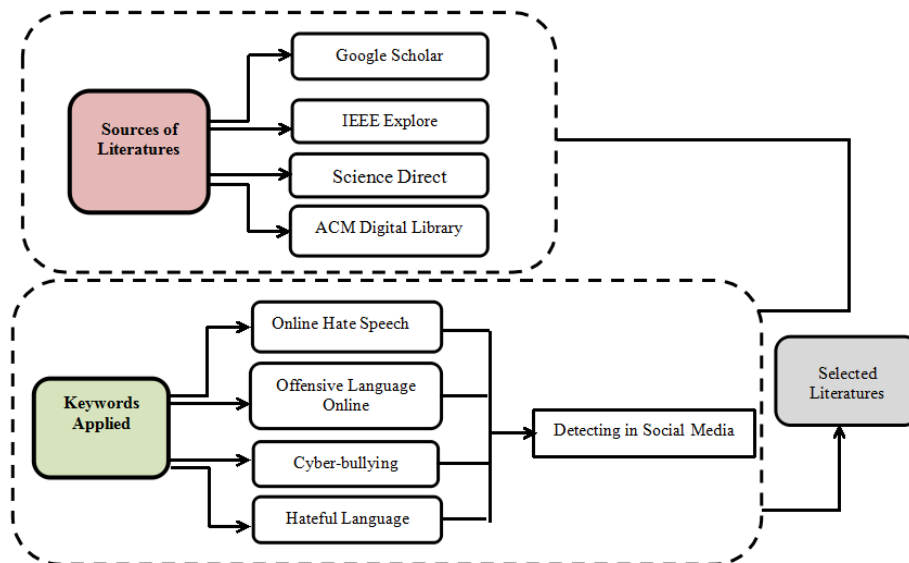 Google Scholar
Sources of
Literatures
IEEE Explore
Science Direct
ACM Digital Library
Online Hate Speech
Keywords
Applied
Offensive Language
Online
Cyber-bullying
Hateful Language
Detecting in Social Media
Selected
Literatures